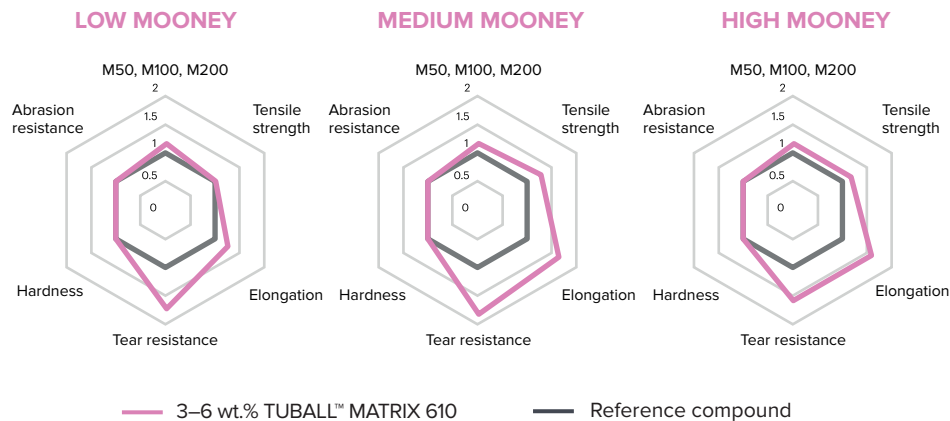 LOW MOONEY
M50, M100, M200
2
1.5
1
0.5
0
Abrasion
resistance
Tensile
strength
Hardness
Elongation
Tear resistance
MEDIUM MOONEY
M50, M100, M200
2
1.5
1
0.5
0
Abrasion
resistance
Tensile
strength
Hardness
Elongation
Tear resistance
HIGH MOONEY
M50, M100, M200
2
1.5
1
0.5
0
Abrasion
resistance
Tensile
strength
Hardness
Elongation
Tear resistance
3–6 wt.% TUBALL™ MATRIX 610
Reference compound